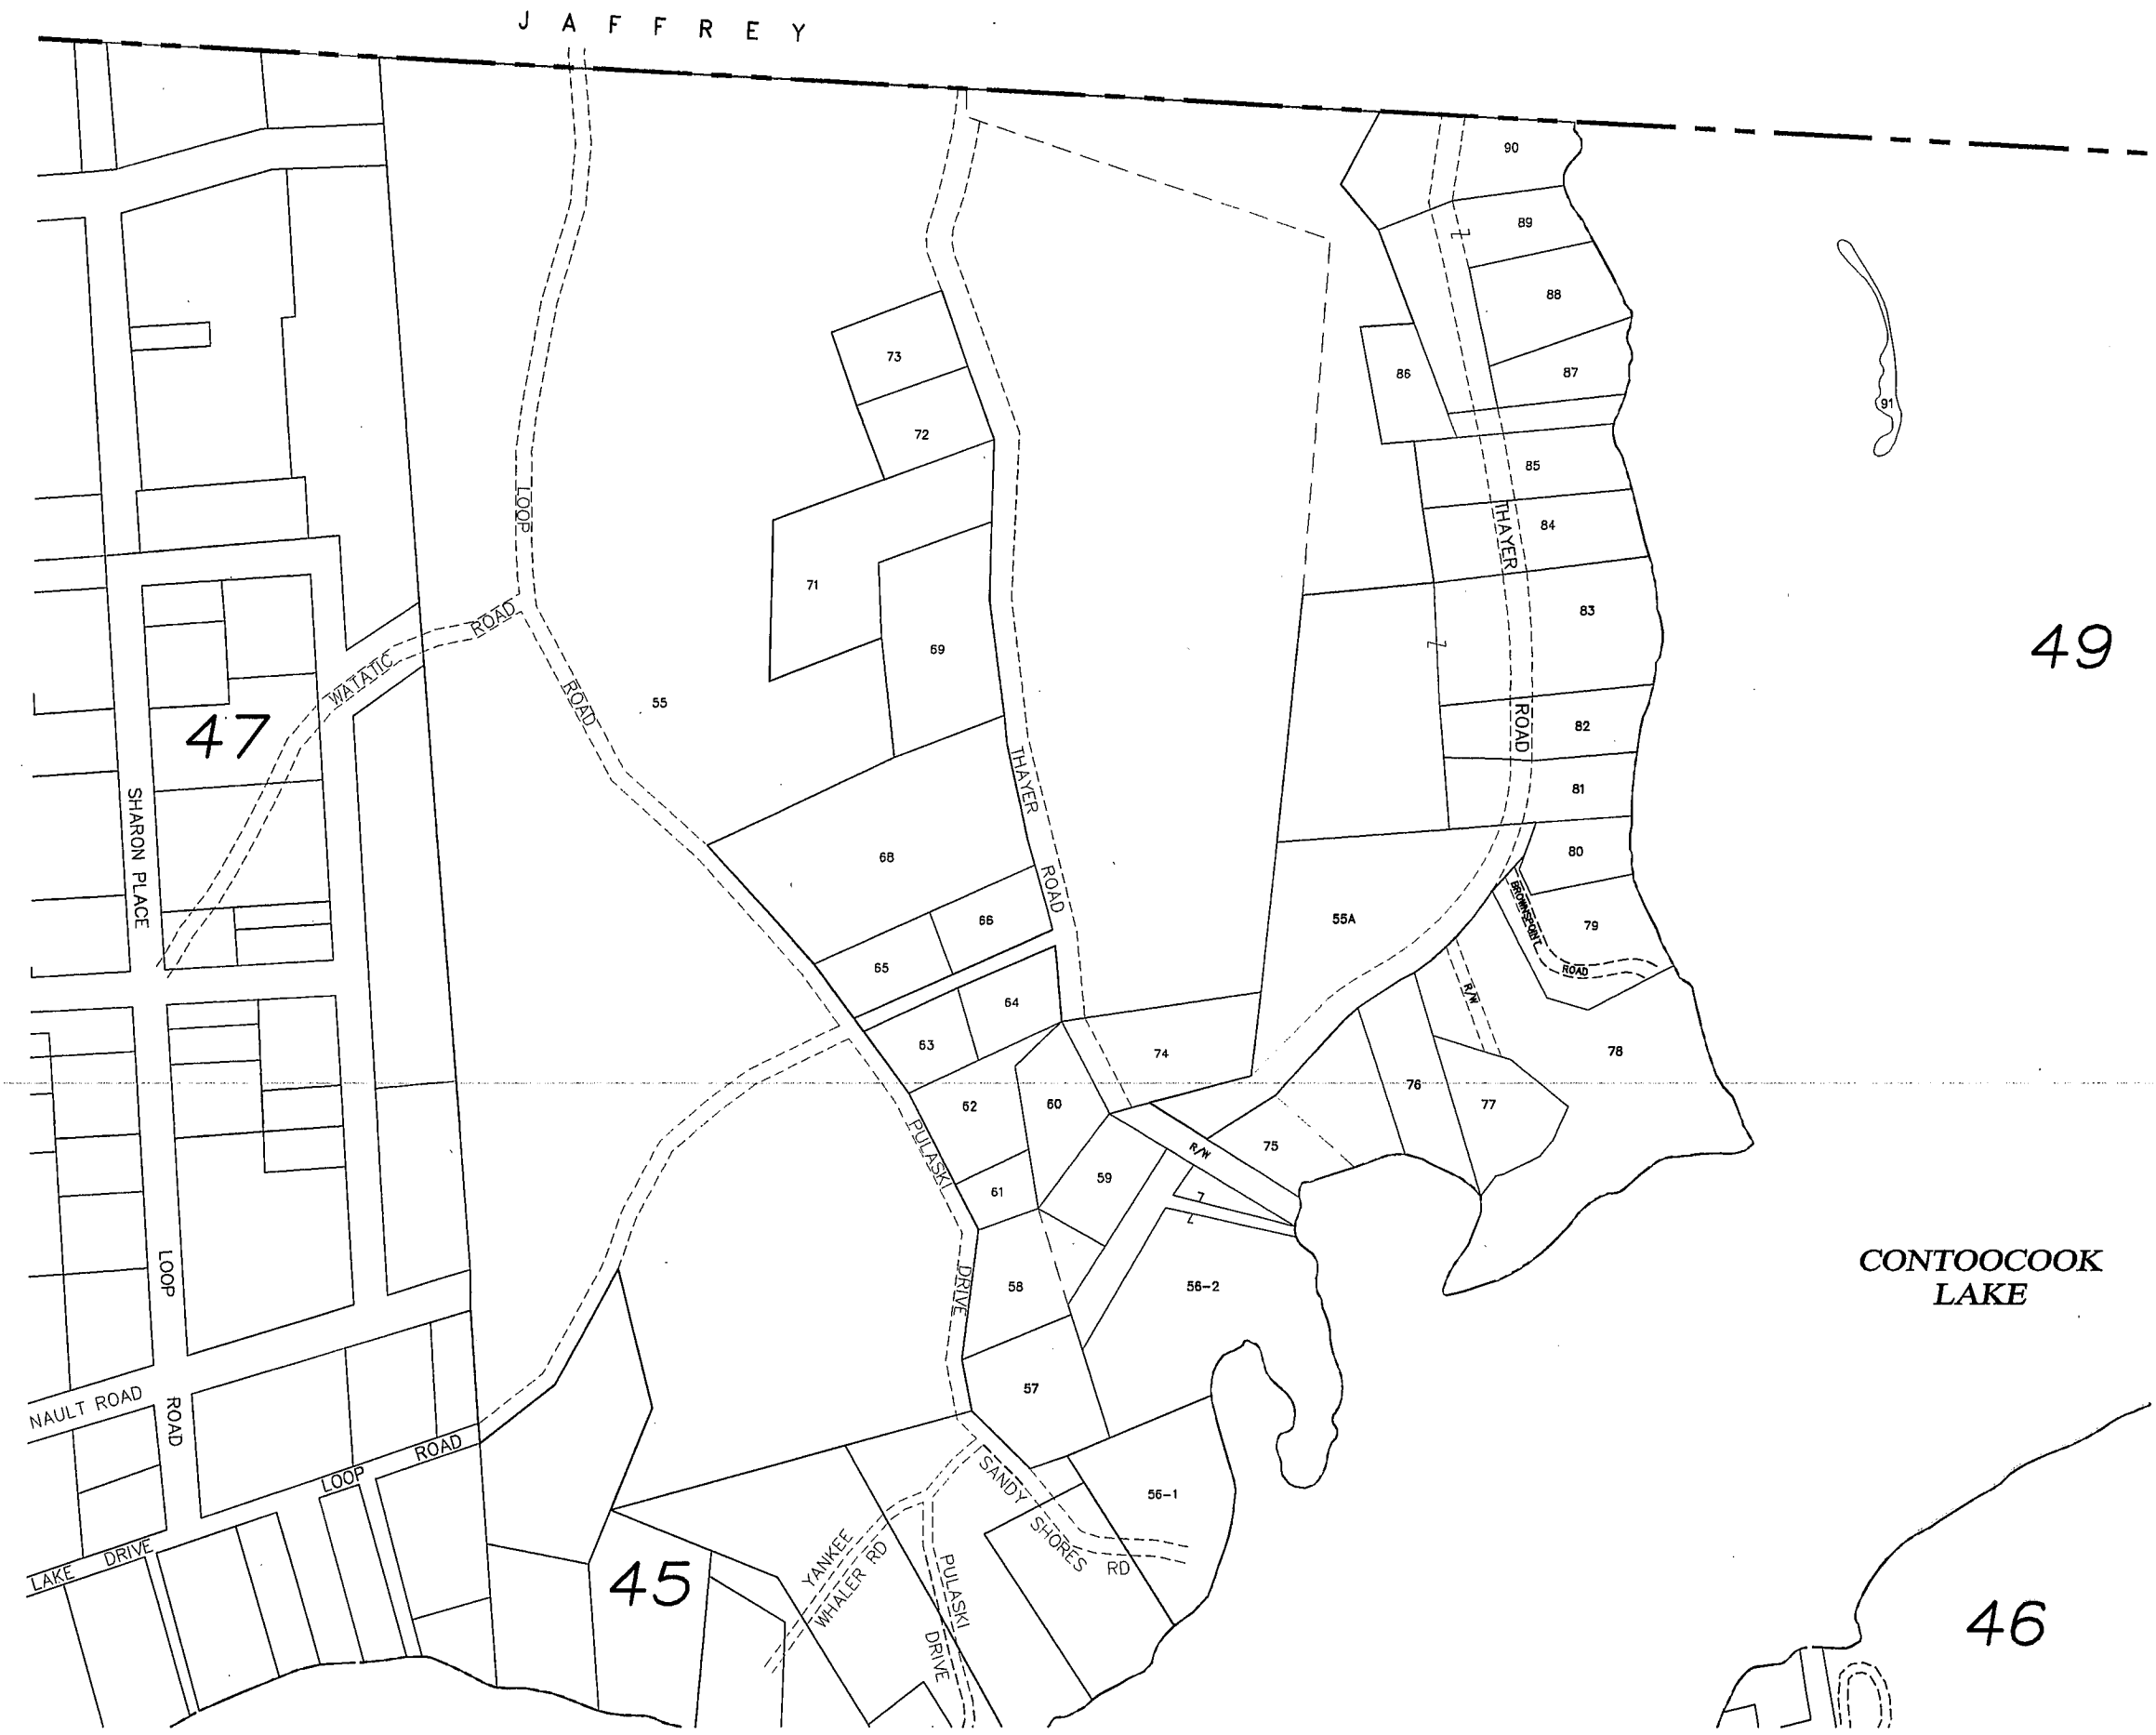 JAFFREY
90
89
88
73
86
87
91
72
85
LOOP
THAYER
84
71
83
ROAD
69
49
WATATIC
ROAD
55
ROAD
82
47
THAYER
81
SHARON PLACE
68
80
ROAD
66
55A
BROWNSPOINT
79
65
ROAD
R/W
64
63
74
78
76
62
60
77
PULASKI
R/W
75
59
61
LOOP
DRIVE
58
56-2
CONTOOCOOK
LAKE
57
NAULT ROAD
ROAD
ROAD
LOOP
SANDY
56-1
SHORES
RD
YANKEE
WHALER RD
LAKE DRIVE
45
PULASKI
DRIVE
46